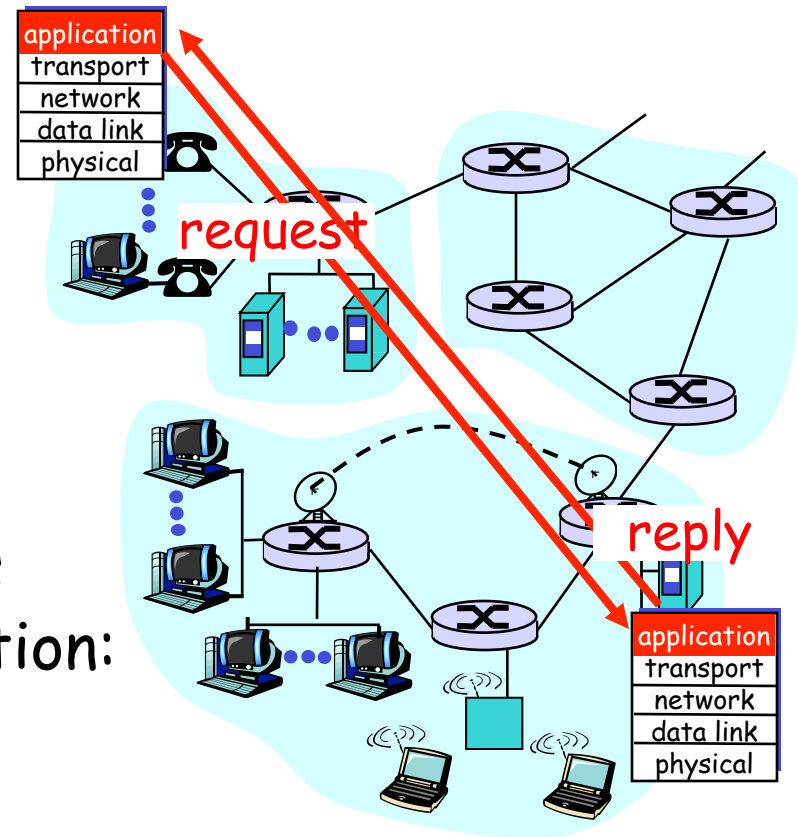 application
transport
network
data link
physical
request
reply
tion:
application
transport
network
data link
physical